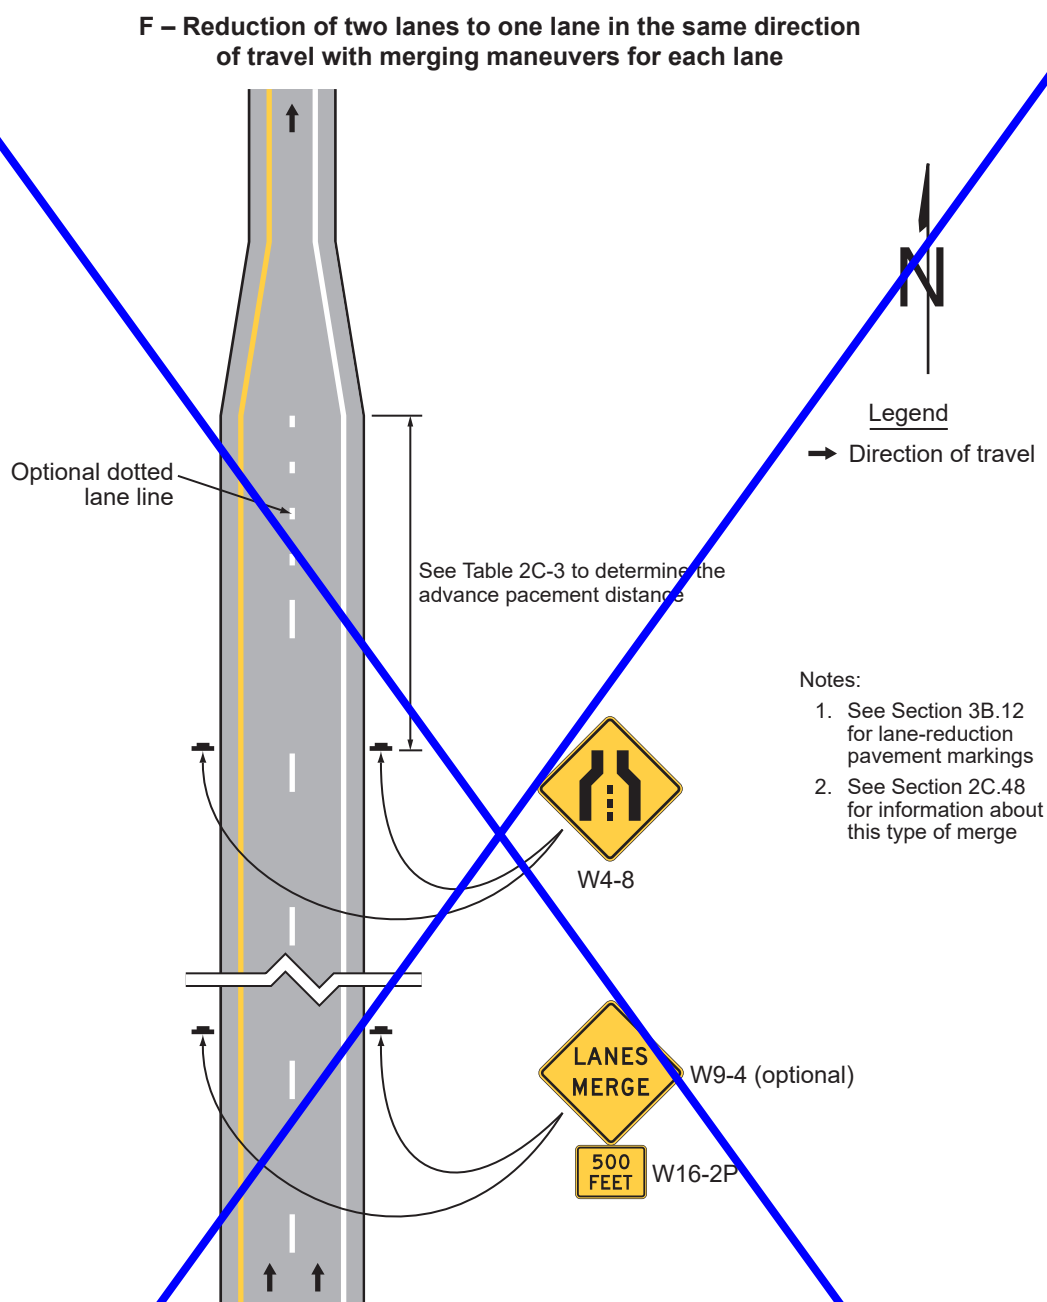 F – Reduction of two lanes to one lane in the same direction
of travel with merging maneuvers for each lane
N
Legend
Direction of travel
Optional dotted
lane line
See Table 2C-3 to determine the
advance pacement distance
Notes:
1. See Section 3B.12
for lane-reduction
pavement markings
2. See Section 2C.48
for information about
this type of merge
W4-8
LANES
MERGE
W9-4 (optional)
500
FEET
W16-2P